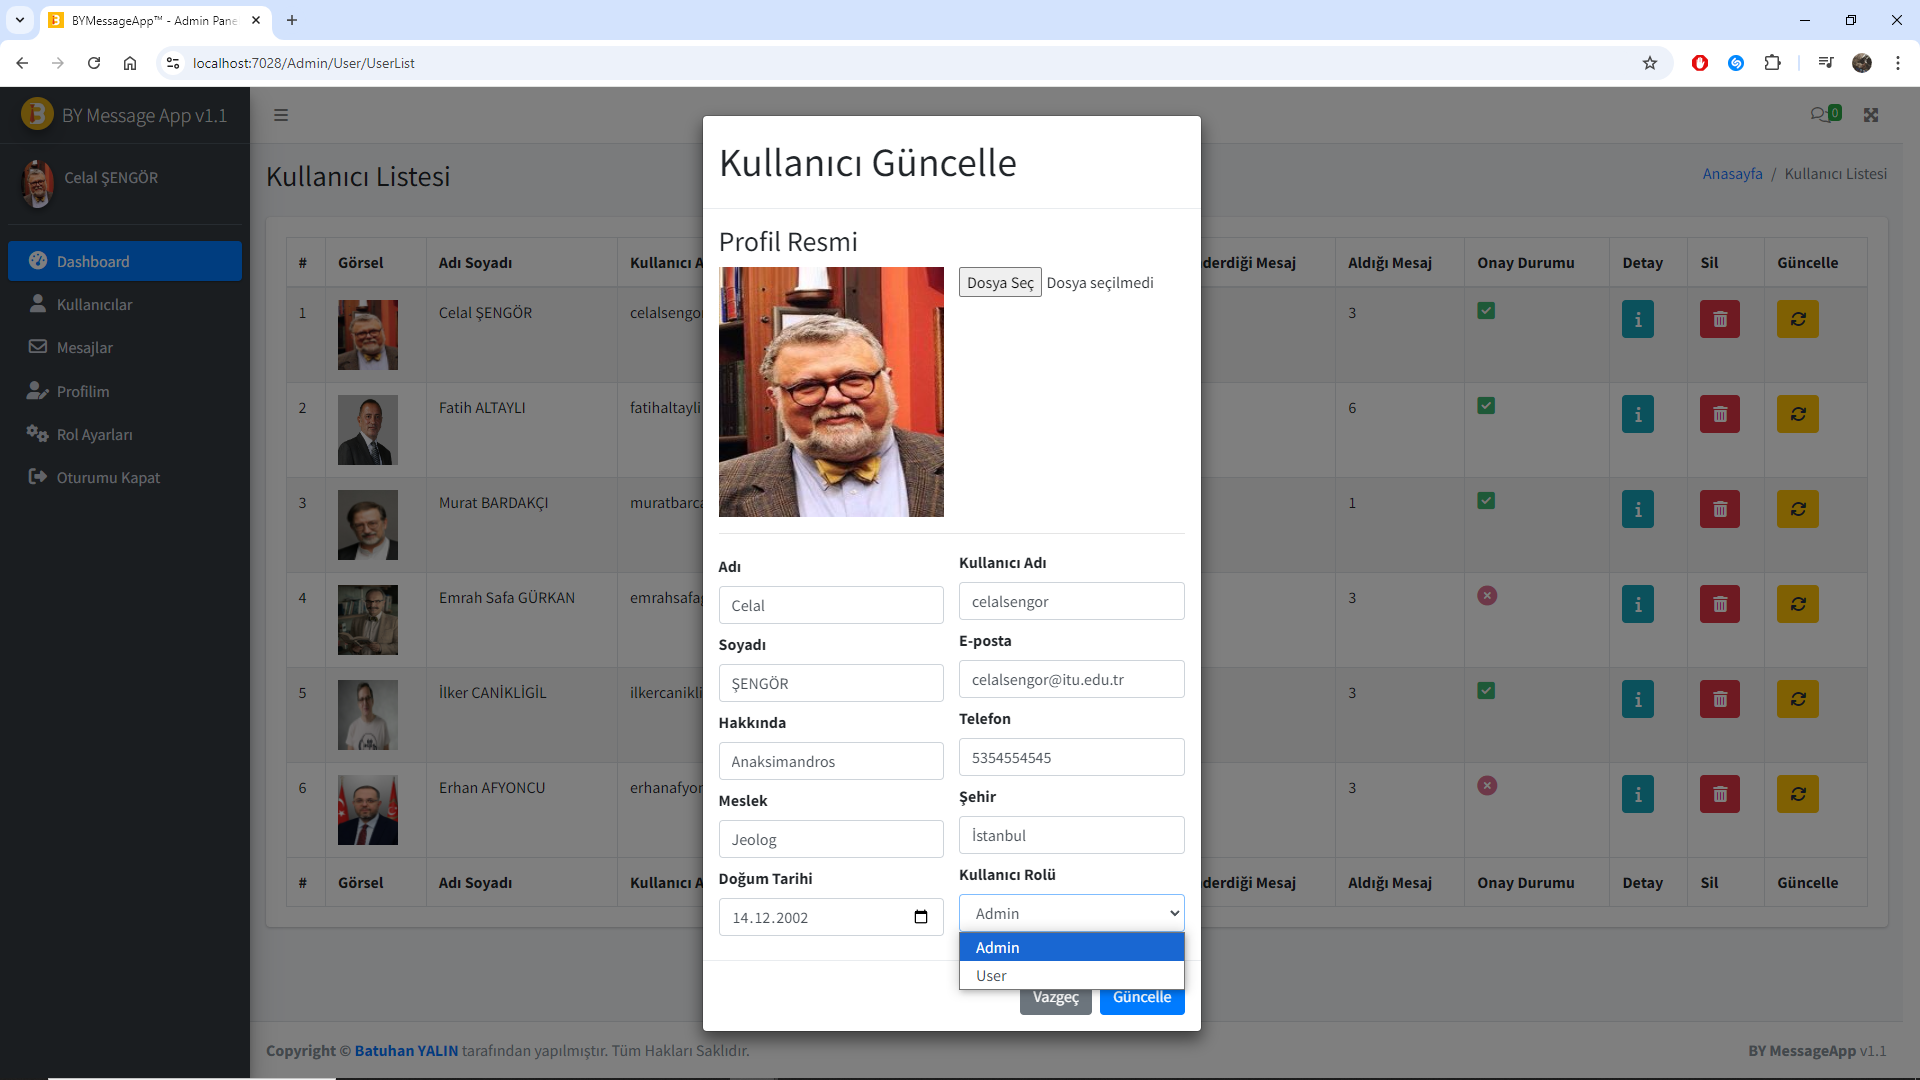 BYMessageApp™ - Admin Pane
localhost:7028/Admin/User/UserList
BY Message App v1.1
0
Celal ŞENGÖR
Dashboard
Kullanıcılar
Mesajlar
Profilim
Rol Ayarları
Oturumu Kapat
Kullanıcı Listesi
Anasayfa / Kullanıcı Listesi
# Görsel Adı Soyadı Kullanıcı A derdiği Mesaj Aldığı Mesaj Onay Durumu Detay Sil Güncelle
1 Celal ŞENGÖR celalsengo 3
2 Fatih ALTAYLI fatihaltayli 6
3 Murat BARDAKÇI muratbarca 1
4 Emrah Safa GÜRKAN emrahsafag 3
5 İlker CANİKLİGİL ilkercanikli 3
6 Erhan AFYONCU erhanafyon 3
# Görsel Adı Soyadı Kullanıcı A derdiği Mesaj Aldığı Mesaj Onay Durumu Detay Sil Güncelle
Kullanıcı Güncelle
Profil Resmi
Dosya Seç Dosya seçilmedi
Adı
Celal
Soyadı
ŞENGÖR
Hakkında
Anaksimandros
Meslek
Jeolog
Doğum Tarihi
14.12.2002
Kullanıcı Adı
celalsengor
E-posta
celalsengor@itu.edu.tr
Telefon
5354554545
Şehir
İstanbul
Kullanıcı Rolü
Admin
Admin
User
Vazgeç Güncelle
Copyright © Batuhan YALIN tarafından yapılmıştır. Tüm Hakları Saklıdır.
BY MessageApp v1.1